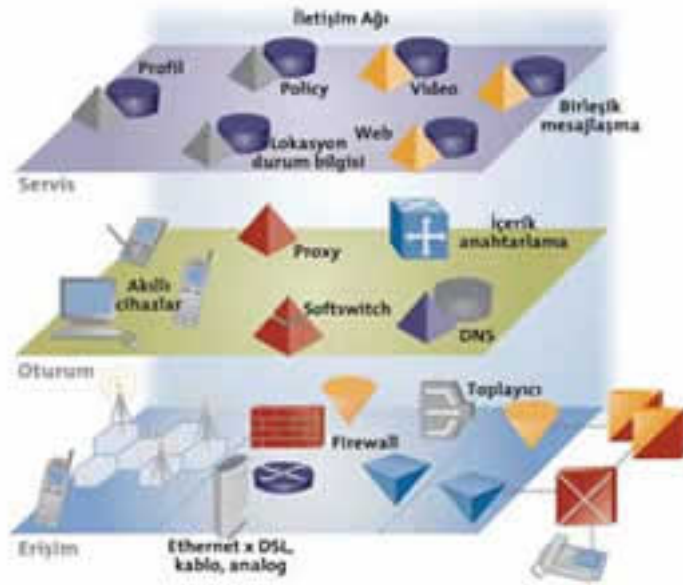 İletişim Ağı
Profil
Policy
Video
Birleşik
mesajlaşma
Lokasyon
durum bilgisi
Web
Servis
Proxy
İçerik
anahtarlama
Akıllı
cihazlar
Softswitch
DNS
Oturum
Toplayıcı
Firewall
Ethernet x DSL,
kablo, analog
Erişim